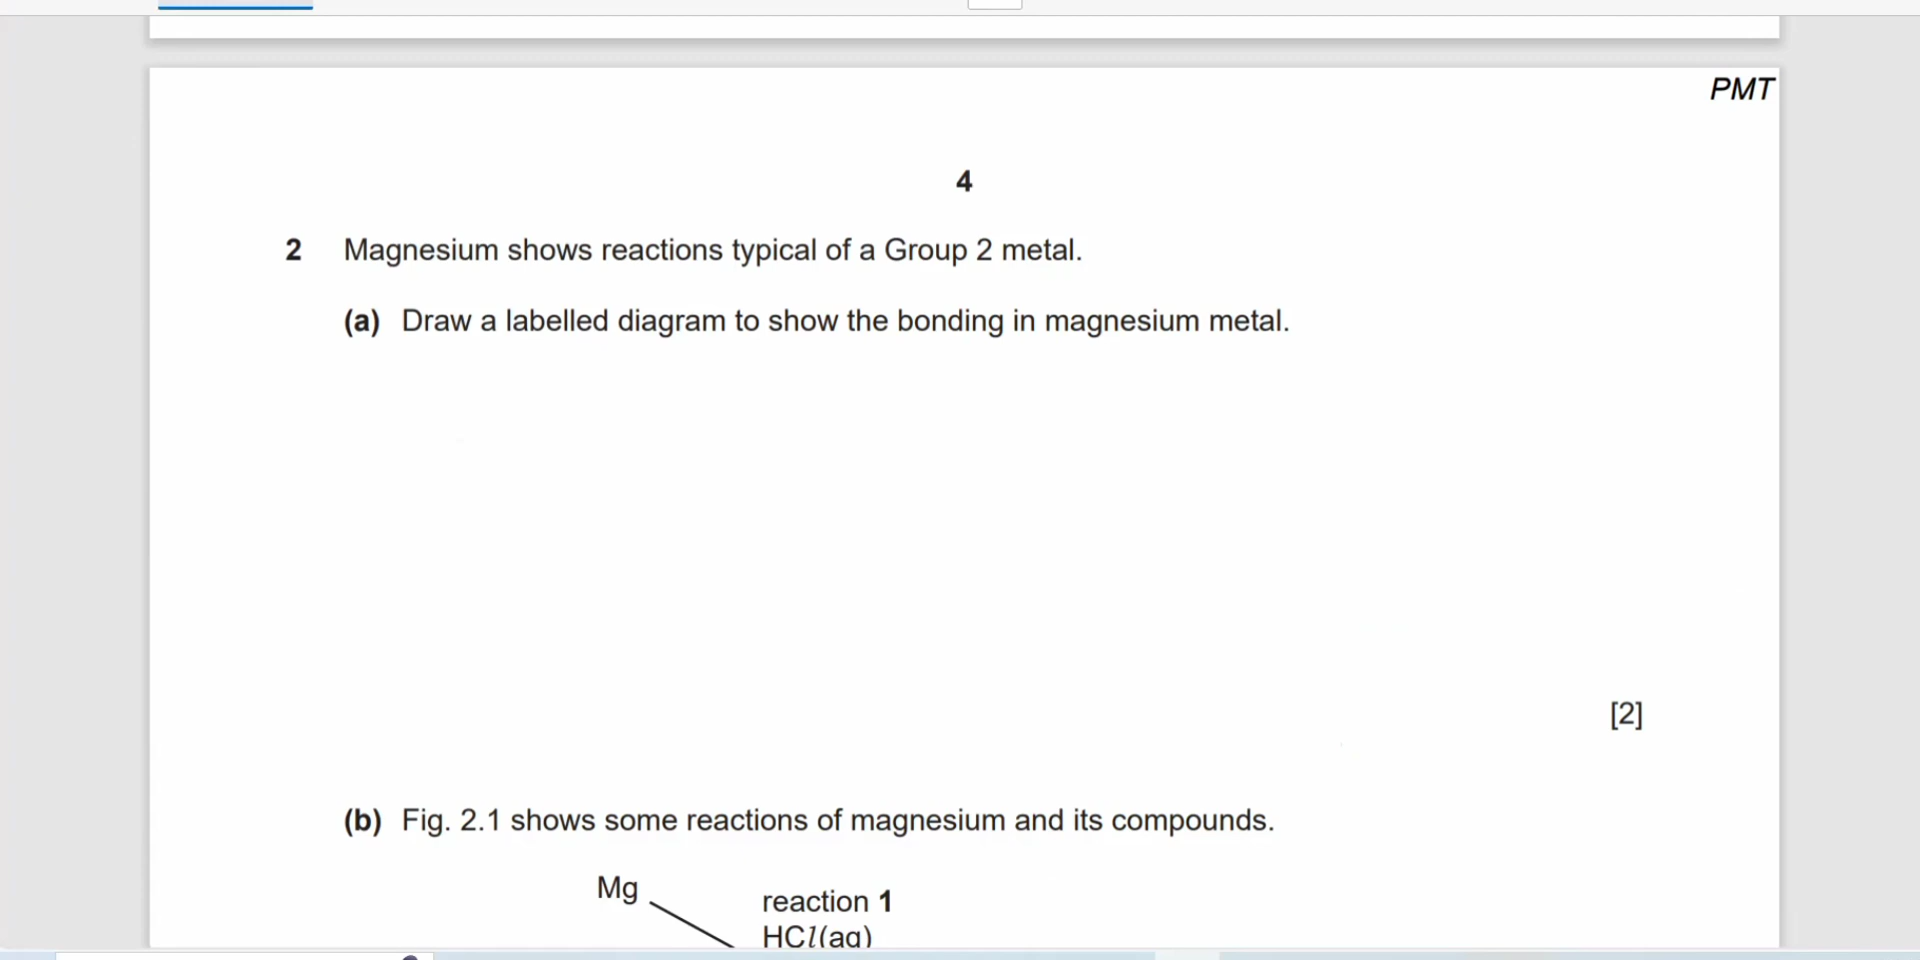 PMT
4
2 Magnesium shows reactions typical of a Group 2 metal.
(a) Draw a labelled diagram to show the bonding in magnesium metal.
[2]
(b) Fig. 2.1 shows some reactions of magnesium and its compounds.
Mg
reaction 1
HCl(aq)